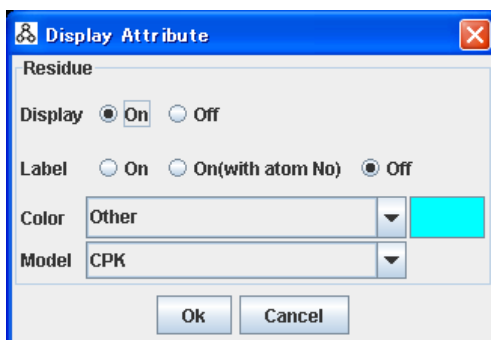 Display Attribute
Residue
Display On Off
Label On On(with atom No) Off
Color Other
Model CPK
Ok Cancel